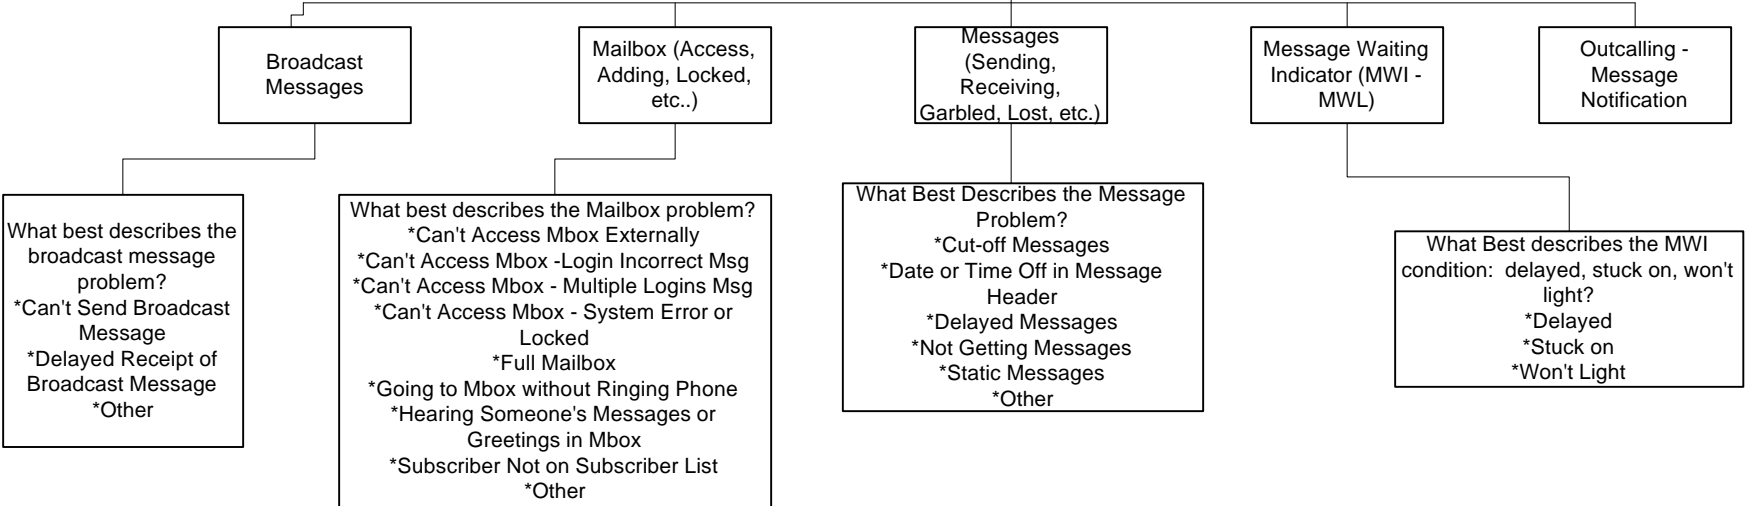 Broadcast
Messages
Mailbox (Access,
Adding, Locked,
etc..)
Messages
(Sending,
Receiving,
Garbled, Lost, etc.)
Message Waiting
Indicator (MWI -
MWL)
Outcalling -
Message
Notification
What best describes the
broadcast message
problem?
*Can't Send Broadcast
Message
*Delayed Receipt of
Broadcast Message
*Other
What best describes the Mailbox problem?
*Can't Access Mbox Externally
*Can't Access Mbox -Login Incorrect Msg
*Can't Access Mbox - Multiple Logins Msg
*Can't Access Mbox - System Error or
Locked
*Full Mailbox
*Going to Mbox without Ringing Phone
*Hearing Someone's Messages or
Greetings in Mbox
*Subscriber Not on Subscriber List
*Other
What Best Describes the Message
Problem?
*Cut-off Messages
*Date or Time Off in Message
Header
*Delayed Messages
*Not Getting Messages
*Static Messages
*Other
What Best describes the MWI
condition:  delayed, stuck on, won't
light?
*Delayed
*Stuck on
*Won't Light